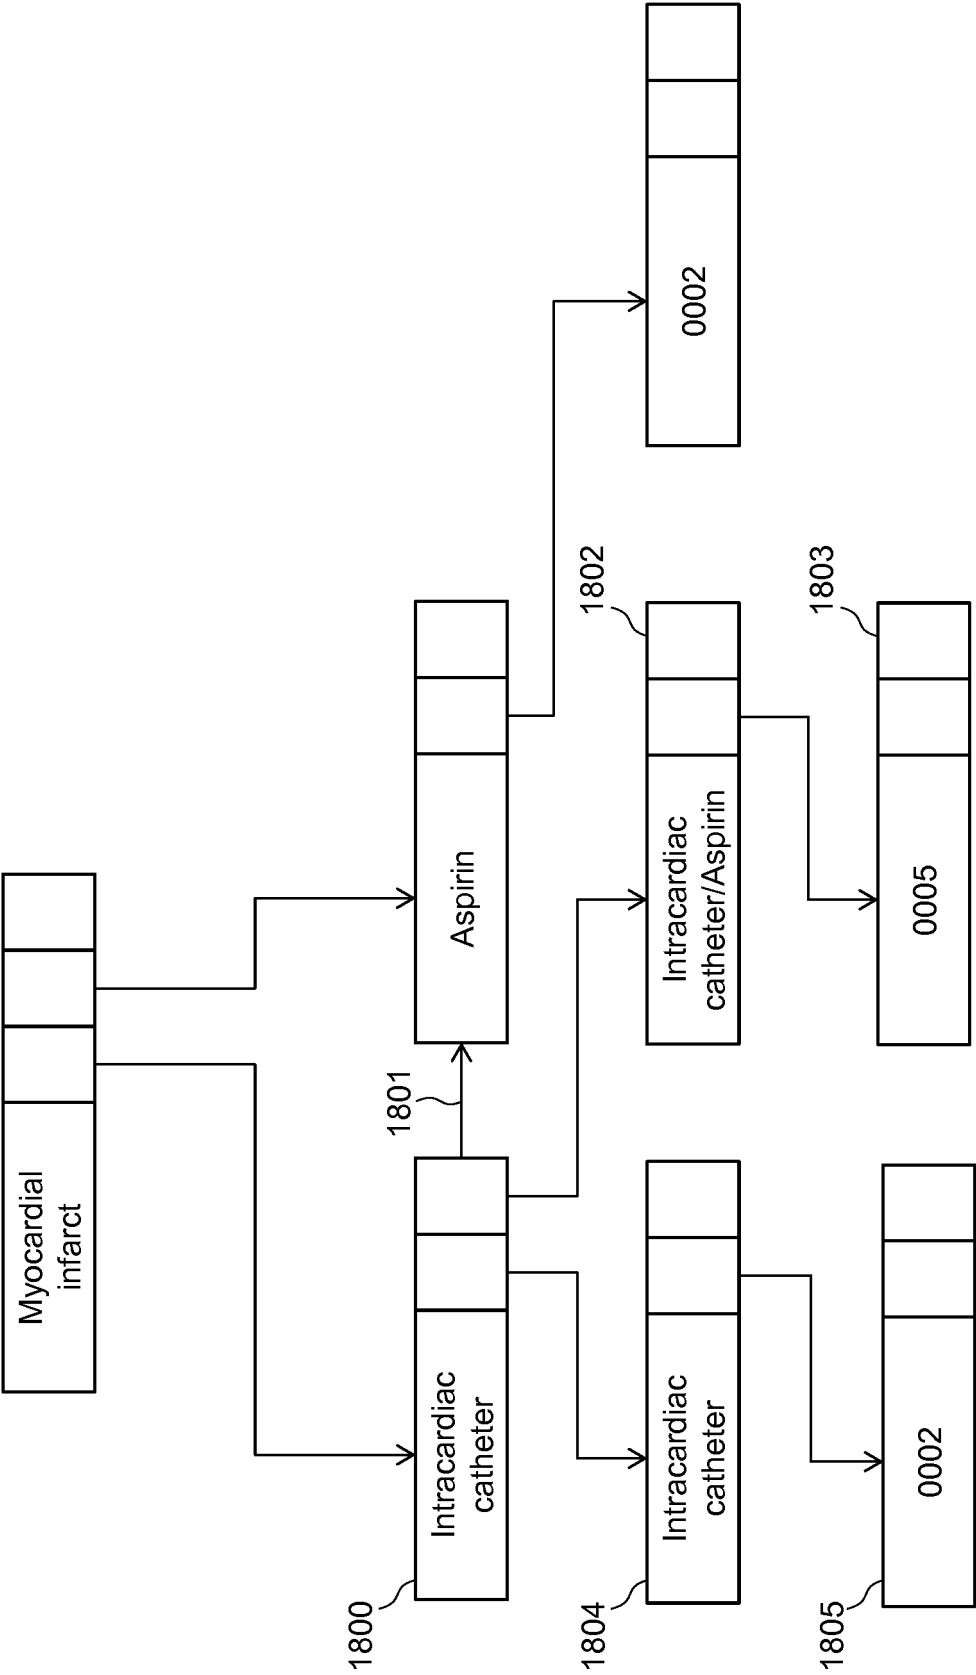 Myocardial
infarct
1800
Intracardiac
catheter
1801
Aspirin
1804
Intracardiac
catheter
1802
Intracardiac
catheter/Aspirin
0002
1805
0002
1803
0005